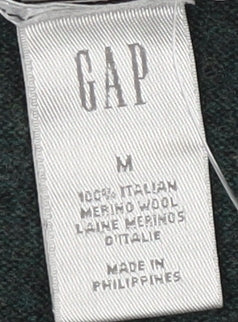 GAP
M
100% ITALIAN
MERINO WOOL
LAINE MERINOS
D'ITALIE
MADE IN
PHILIPPINES